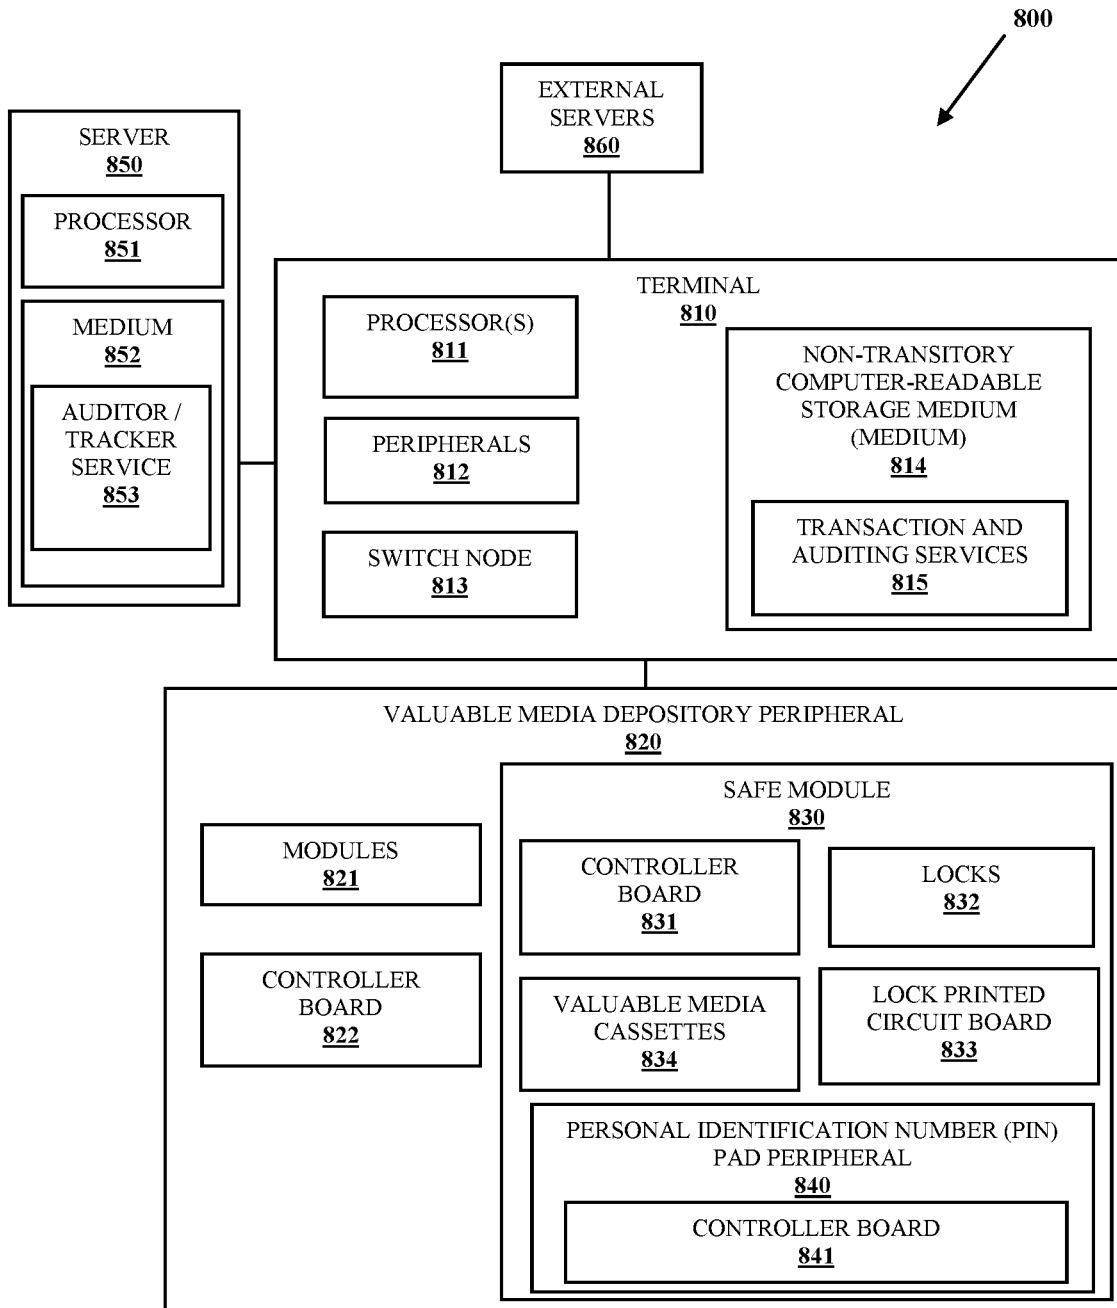 800
EXTERNAL
SERVERS
860
SERVER
850
PROCESSOR
851
MEDIUM
852
AUDITOR /
TRACKER
SERVICE
853
TERMINAL
810
PROCESSOR(S)
811
PERIPHERALS
812
SWITCH NODE
813
NON-TRANSITORY
COMPUTER-READABLE
STORAGE MEDIUM
(MEDIUM)
814
TRANSACTION AND
AUDITING SERVICES
815
VALUABLE MEDIA DEPOSITORY PERIPHERAL
820
MODULES
821
CONTROLLER
BOARD
822
SAFE MODULE
830
CONTROLLER
BOARD
831
LOCKS
832
VALUABLE MEDIA
CASSETTES
834
LOCK PRINTED
CIRCUIT BOARD
833
PERSONAL IDENTIFICATION NUMBER (PIN)
PAD PERIPHERAL
840
CONTROLLER BOARD
841